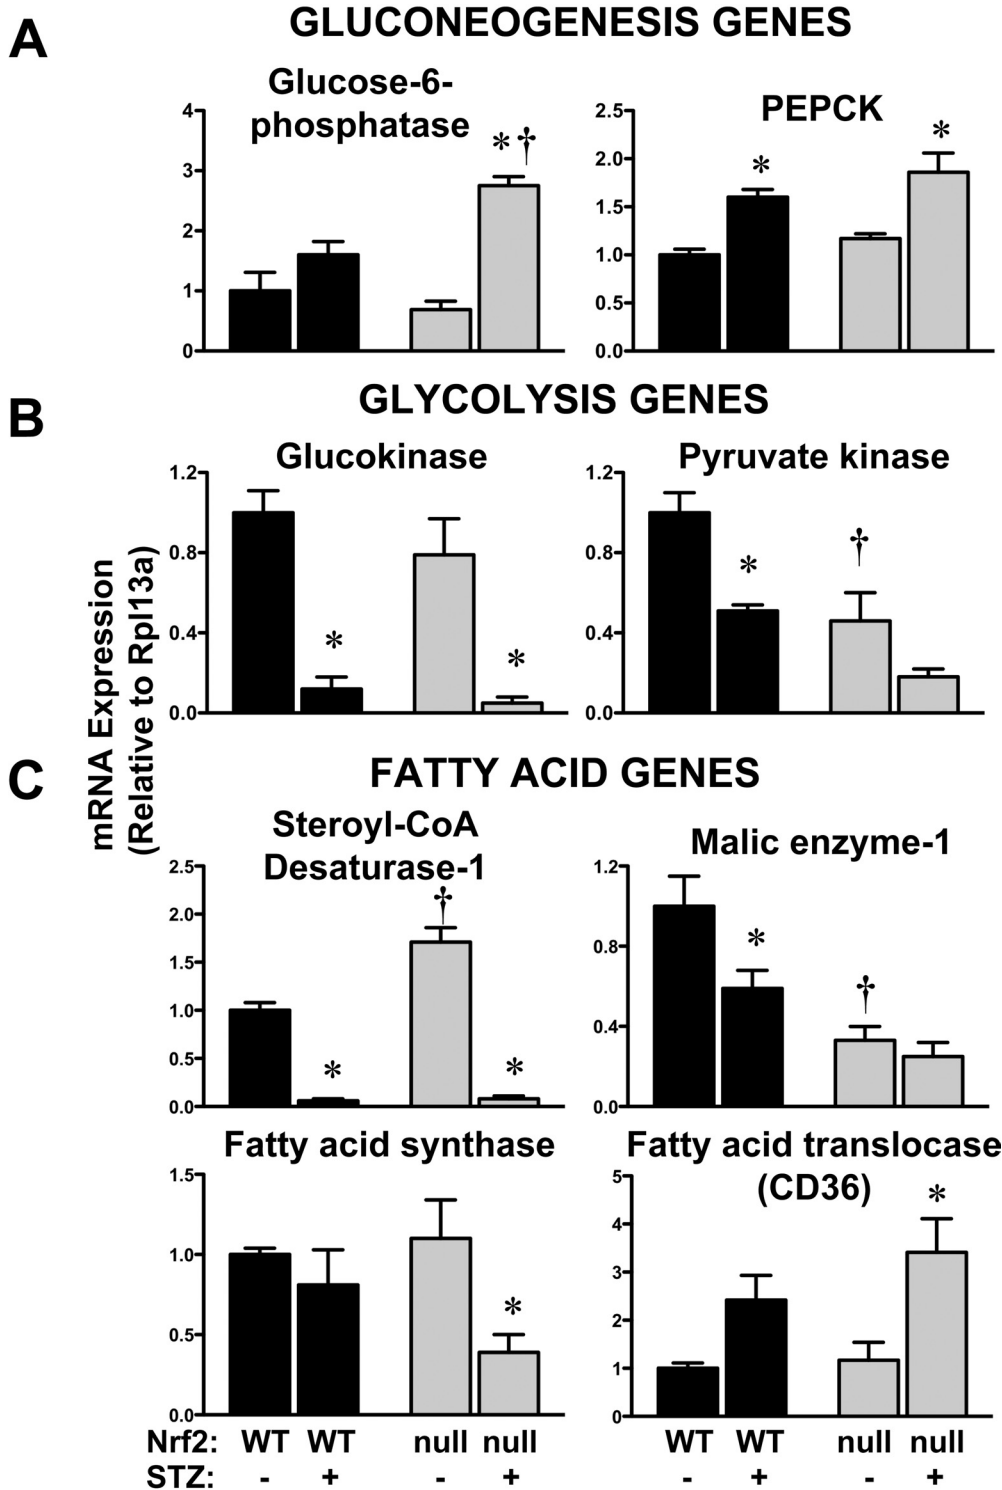 A
GLUCONEOGENESIS GENES
Glucose-6-
phosphatase
4
3
2
1
0
* †
PEPCK
2.5
2.0
1.5
1.0
0.5
0.0
*
*
B
GLYCOLYSIS GENES
mRNA Expression
(Relative to Rpl13a)
Glucokinase
1.2
0.8
0.4
0.0
*
*
Pyruvate kinase
1.2
0.8
0.4
0.0
*
†
C
FATTY ACID GENES
Steroyl-CoA
Desaturase-1
2.5
2.0
1.5
1.0
0.5
0.0
*
†
*
Malic enzyme-1
1.2
0.8
0.4
0.0
*
†
Fatty acid synthase
1.5
1.0
0.5
0.0
*
Fatty acid translocase
(CD36)
5
4
3
2
1
0
*
Nrf2: WT WT null null WT WT null null
STZ: - + - + - + - +